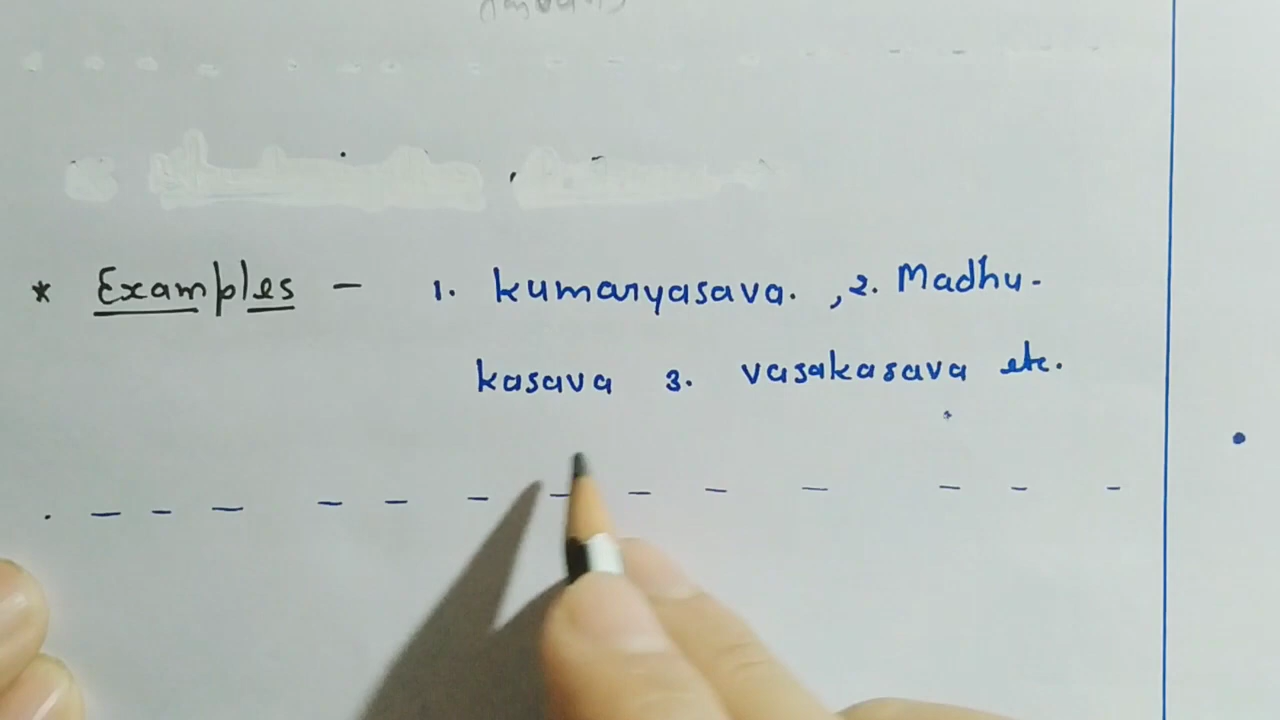 * Examples - 1. kumaryasava. , 2. Madhu-
kasava 3. vasakasava etc.